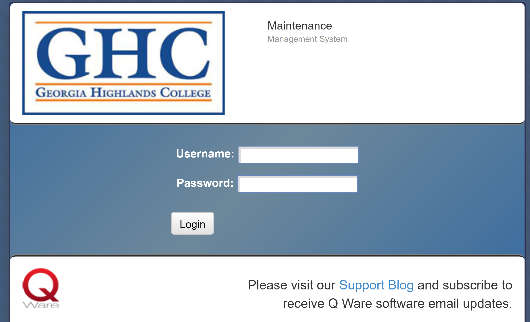 GHC
GEORGIA HIGHLANDS COLLEGE
Maintenance
Management System
Username:
Password:
Login
Q
Ware
Please visit our Support Blog and subscribe to
receive Q Ware software email updates.